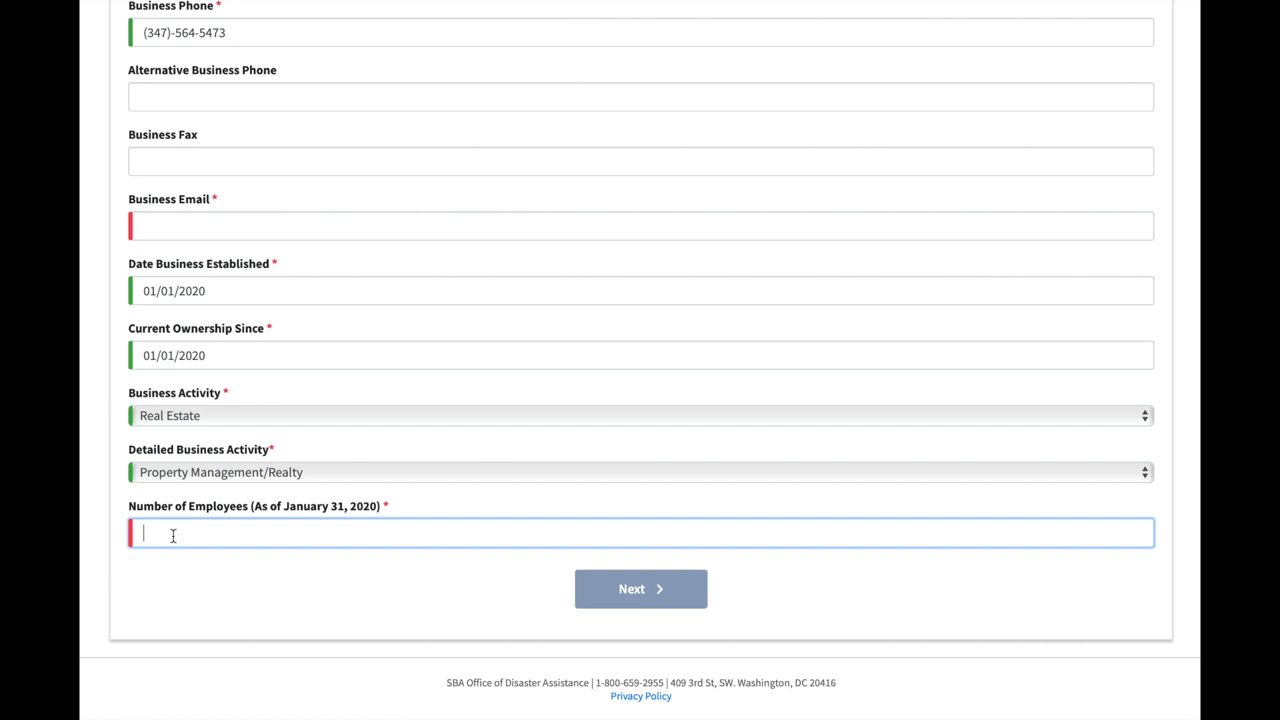 Business Phone *
(347)-564-5473
Alternative Business Phone
Business Fax
Business Email *
Date Business Established *
01/01/2020
Current Ownership Since *
01/01/2020
Business Activity *
Real Estate
Detailed Business Activity*
Property Management/Realty
Number of Employees (As of January 31, 2020) *
Next
SBA Office of Disaster Assistance | 1-800-659-2955 | 409 3rd St, SW. Washington, DC 20416
Privacy Policy